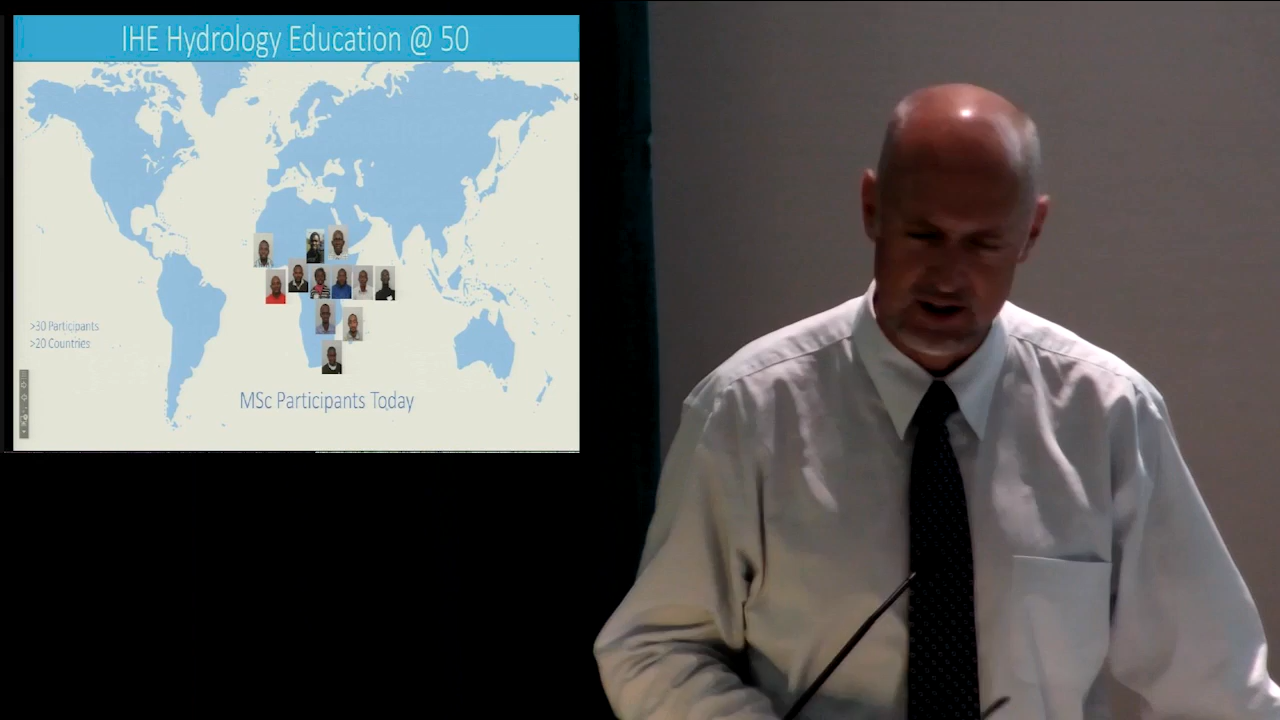 IHE Hydrology Education @ 50
>30 Participants
>20 Countries
MSc Participants Today